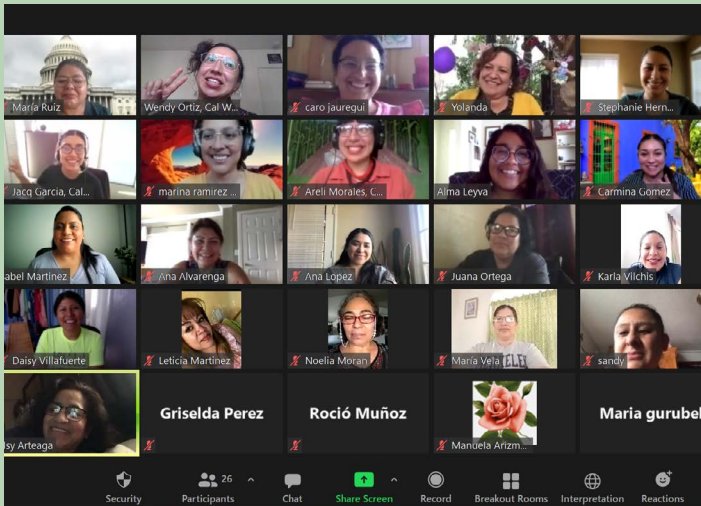 María Ruiz
Wendy Ortiz, Cal W...
caro jauregui
Yolanda
Stephanie Hern...
Jacq Garcia, Cal...
marina ramirez ...
Areli Morales, C...
Alma Leyva
Carmina Gomez
abel Martinez
Ana Alvarenga
Ana Lopez
Juana Ortega
Karla Vilchis
Daisy Villafuerte
Leticia Martinez
Noelia Moran
María Vela
sandy
isy Arteaga
Griselda Perez
Roció Muñoz
Manuela Arizm...
Maria gurubel
Security
Participants
26
Chat
Share Screen
Record
Breakout Rooms
Interpretation
Reactions